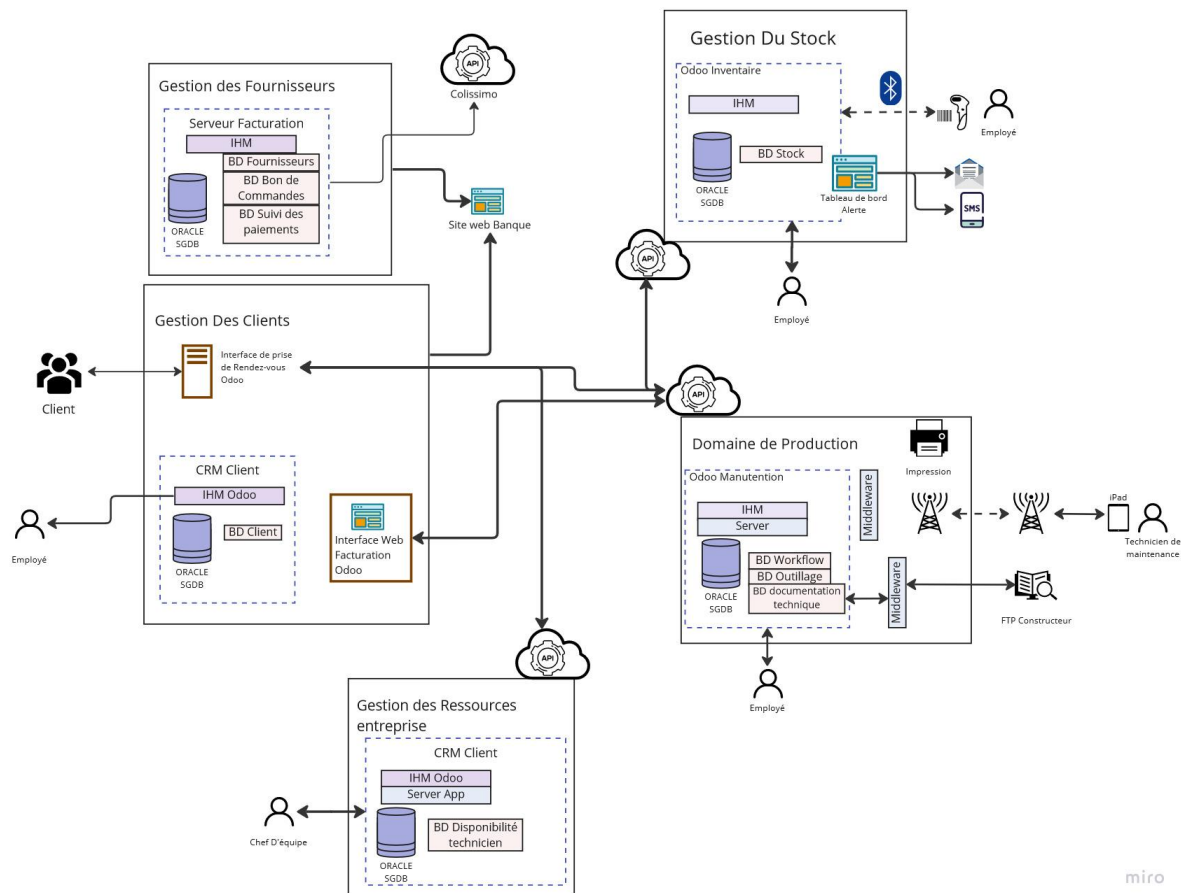 Gestion des Fournisseurs
Serveur Facturation
IHM
BD Fournisseurs
BD Bon de
Commandes
BD Suivi des
paiements
ORACLE
SGDB
API
Colissimo
Site web Banque
Gestion Du Stock
Odoo Inventaire
IHM
BD Stock
ORACLE
SGDB
Tableau de bord
Alerte
Employé
SMS
API
Employé
Gestion Des Clients
Interface de prise
de Rendez-vous
Odoo
Client
CRM Client
IHM Odoo
BD Client
ORACLE
SGDB
Employé
Interface Web
Facturation
Odoo
API
Domaine de Production
Impression
Odoo Manutention
IHM
Server
Middleware
BD Workflow
BD Outillage
BD documentation
technique
ORACLE
SGDB
Middleware
iPad
Technicien de
maintenance
FTP Constructeur
Employé
API
Gestion des Ressources
entreprise
CRM Client
IHM Odoo
Server App
BD Disponibilité
technicien
ORACLE
SGDB
Chef D'équipe
miro